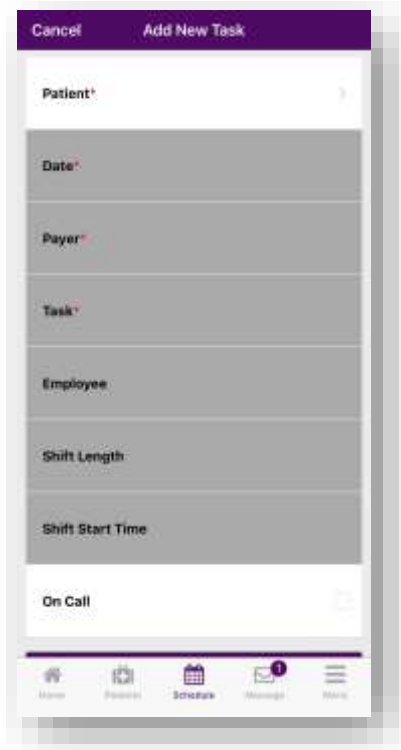 Cancel Add New Task
Patient*
Date*
Payer*
Task*
Employee
Shift Length
Shift Start Time
On Call
1
Home Patients Schedule Message More